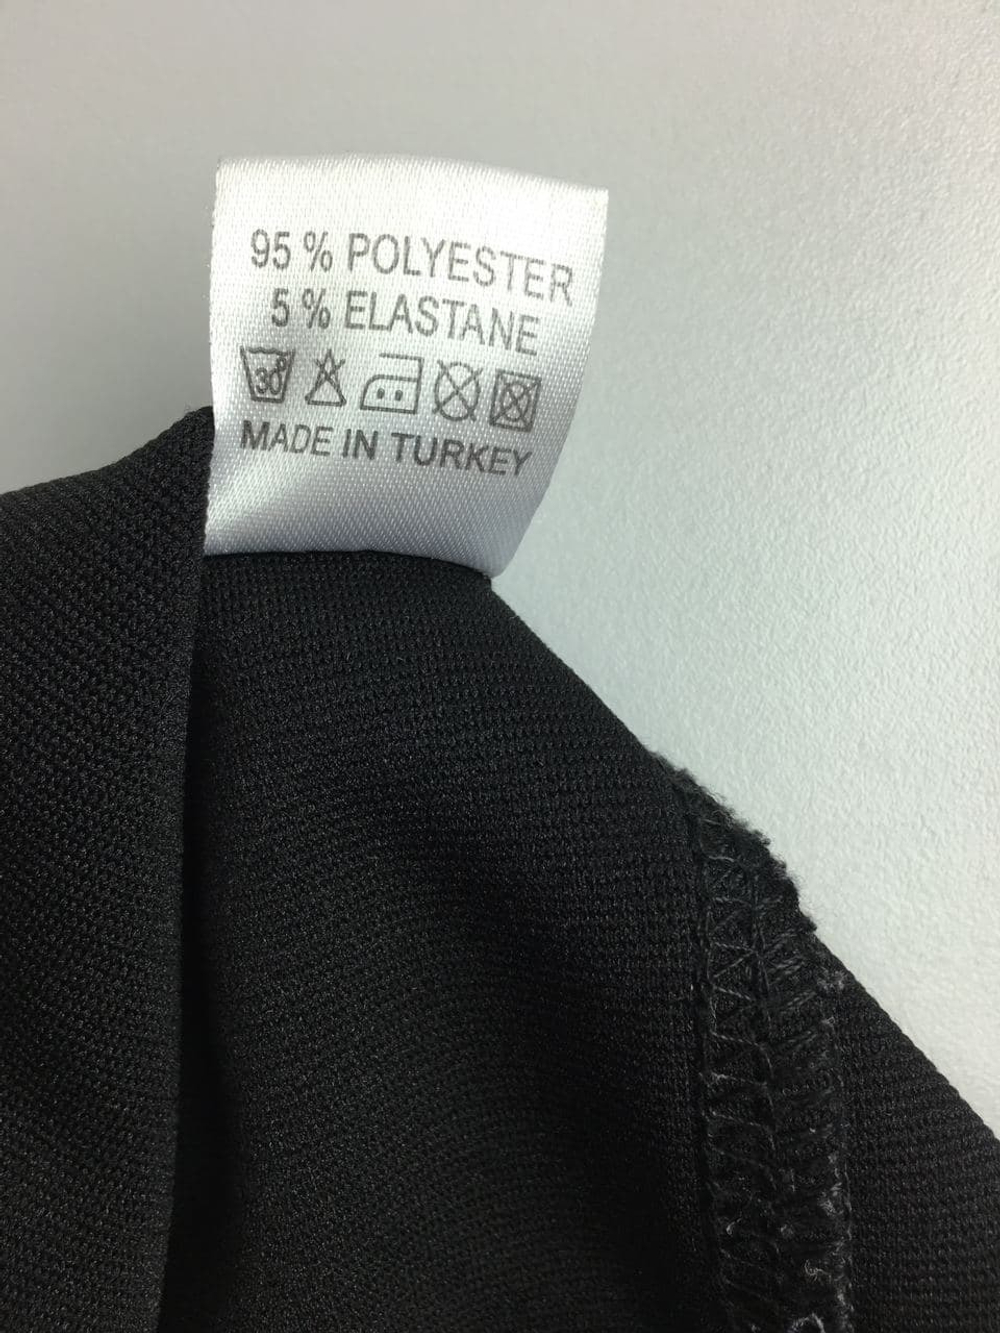 95 % POLYESTER
5 % ELASTANE
30°
MADE IN TURKEY